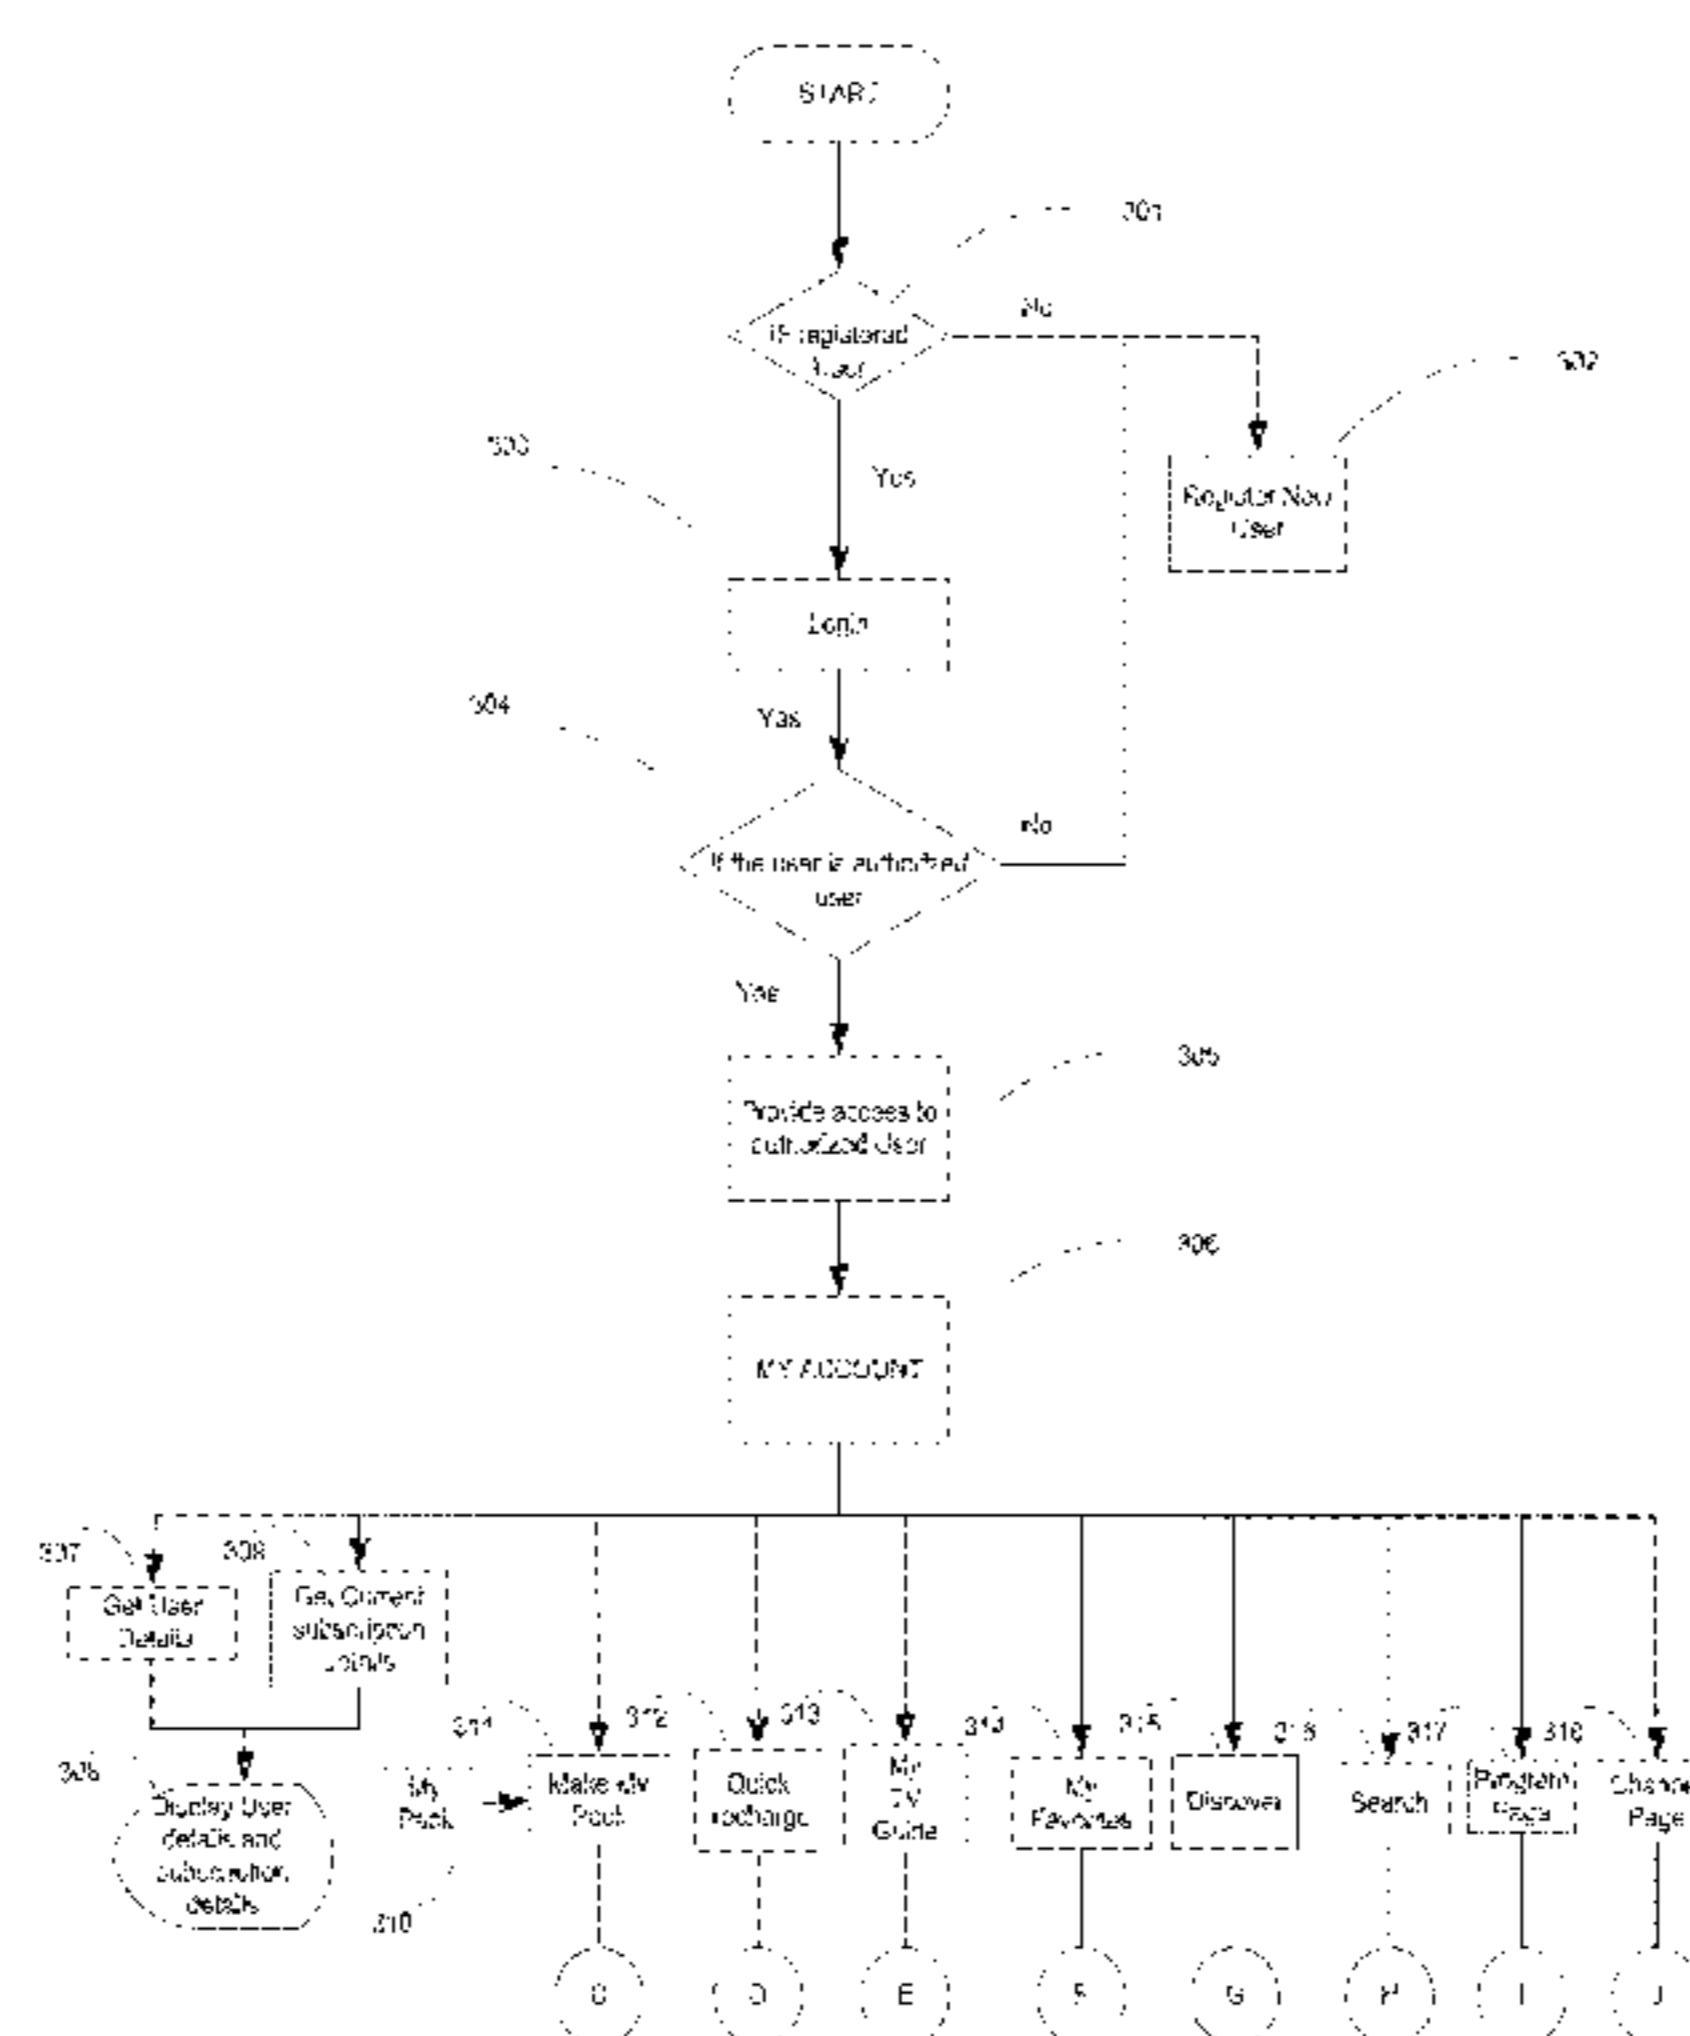 START
301
No
If registered
User
302
303
Yes
Register New
User
Login
304
Yes
No
If the user is authorized
user
Yes
305
Provide access to
authorized User
306
MY ACCOUNT
307
308
Get User
Details
Get Current
subscription
311
312
313
315
316
317
318
My
Pack
Make My
Pack
Quick
recharge
My
TV
Guide
My
Favorites
Discover
Search
Program
Page
Page
Display User
details and
subscription
details
310
C
D
E
F
G
H
I
J